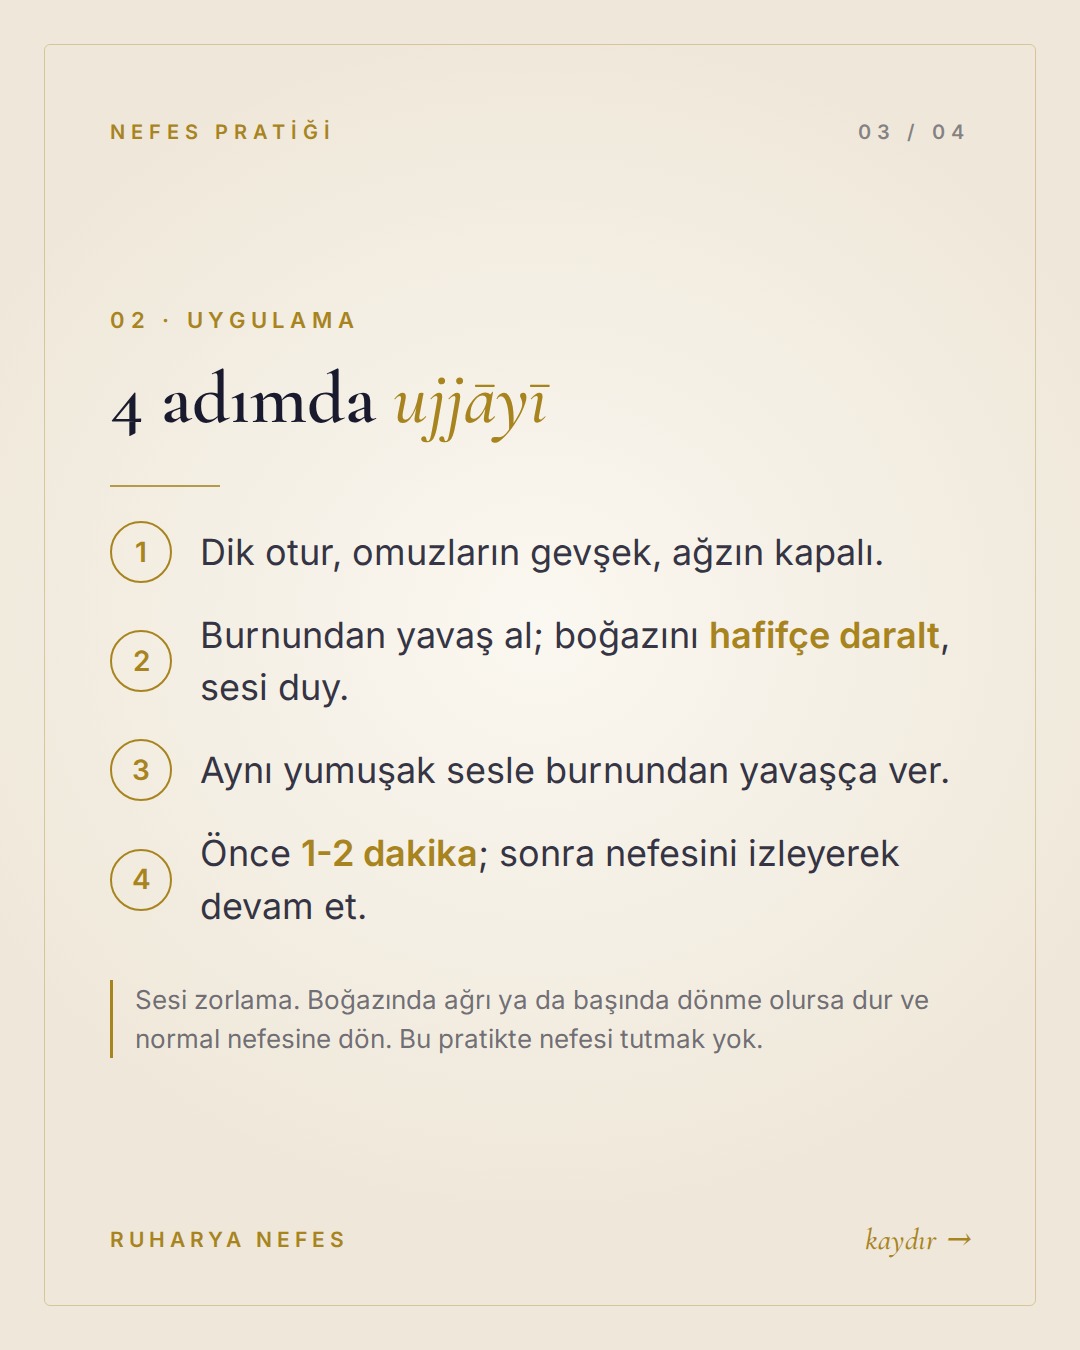 NEFES PRATİĞİ
03 / 04
02 · UYGULAMA
4 adımda ujjāyī
1 Dik otur, omuzların gevşek, ağzın kapalı.
2 Burnundan yavaş al; boğazını hafifçe daralt,
sesi duy.
3 Aynı yumuşak sesle burnundan yavaşça ver.
4 Önce 1-2 dakika; sonra nefesini izleyerek
devam et.
Sesi zorlama. Boğazında ağrı ya da başında dönme olursa dur ve
normal nefesine dön. Bu pratikte nefesi tutmak yok.
RUHARYA NEFES
kaydır →